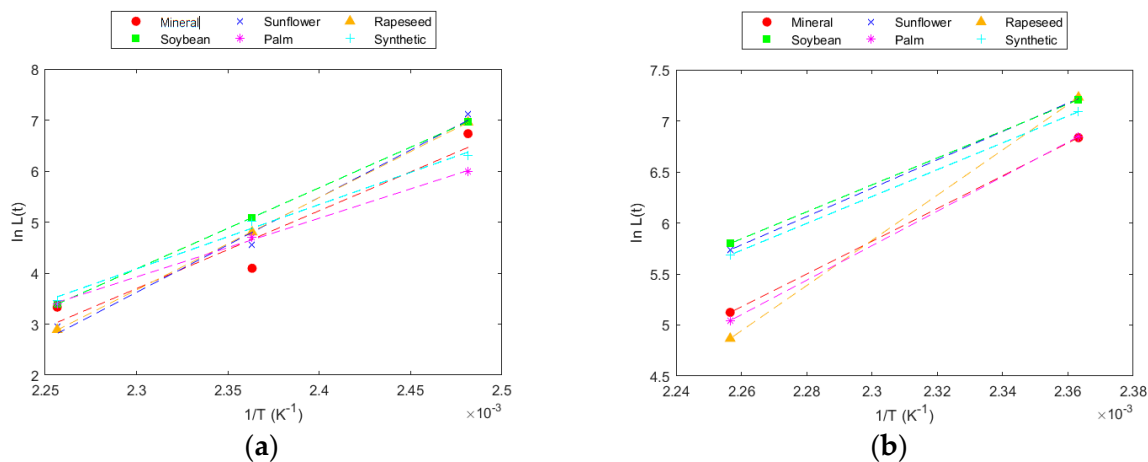 Mineral Sunflower Rapeseed
Soybean Palm Synthetic
8
7
6
5
4
3
2
ln L(t)
2.25 2.3 2.35 2.4 2.45 2.5
1/T (K⁻¹) ×10⁻³
(a)
Mineral Sunflower Rapeseed
Soybean Palm Synthetic
7.5
7
6.5
6
5.5
5
4.5
ln L(t)
2.24 2.26 2.28 2.3 2.32 2.34 2.36 2.38
1/T (K⁻¹) ×10⁻³
(b)